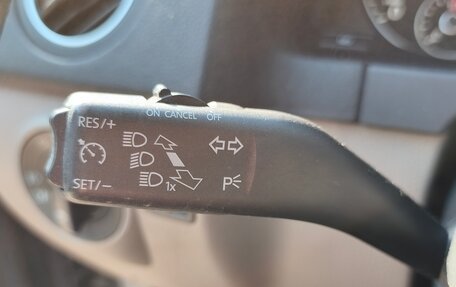 ON CANCEL OFF
RES/+
1x
SET/- P